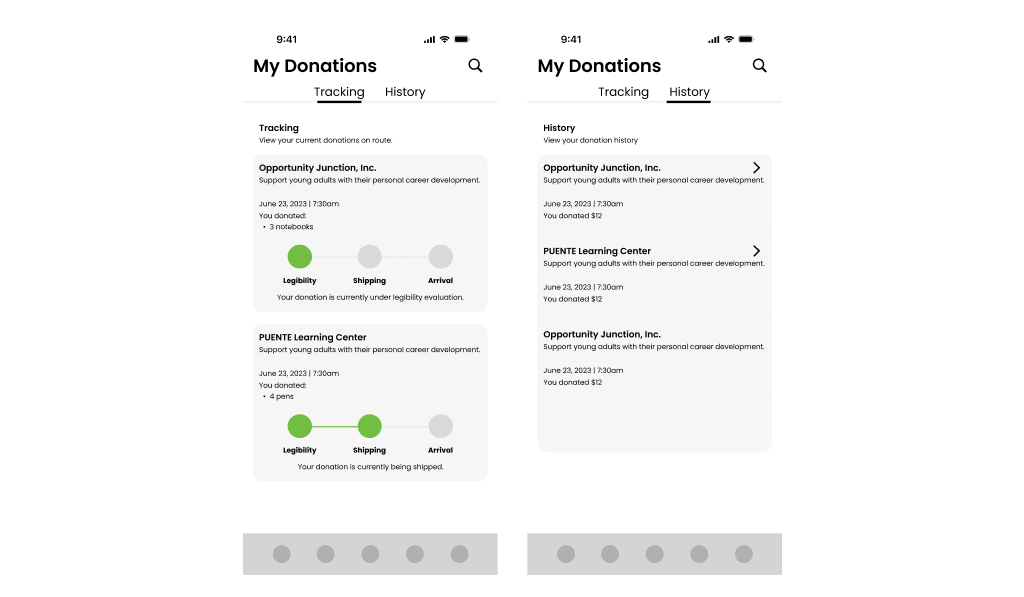 9:41
My Donations
Tracking History
Tracking
View your current donations on route.
Opportunity Junction, Inc.
Support young adults with their personal career development.
June 23, 2023 | 7:30am
You donated:
• 3 notebooks
Legibility Shipping Arrival
Your donation is currently under legibility evaluation.
PUENTE Learning Center
Support young adults with their personal career development.
June 23, 2023 | 7:30am
You donated:
• 4 pens
Legibility Shipping Arrival
Your donation is currently being shipped.
9:41
My Donations
Tracking History
History
View your donation history
Opportunity Junction, Inc.
Support young adults with their personal career development.
June 23, 2023 | 7:30am
You donated $12
PUENTE Learning Center
Support young adults with their personal career development.
June 23, 2023 | 7:30am
You donated $12
Opportunity Junction, Inc.
Support young adults with their personal career development.
June 23, 2023 | 7:30am
You donated $12